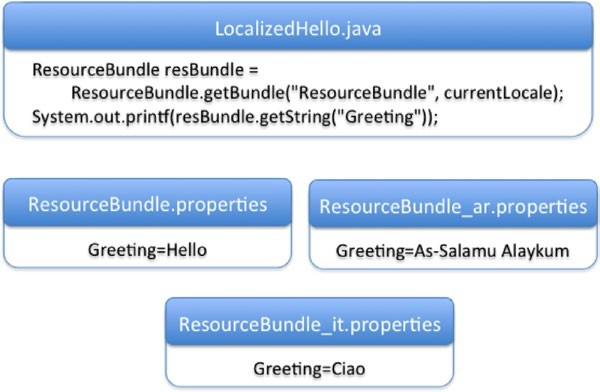 LocalizedHello.java
ResourceBundle resBundle =
ResourceBundle.getBundle("ResourceBundle", currentLocale);
System.out.printf(resBundle.getString("Greeting"));
ResourceBundle.properties
Greeting=Hello
ResourceBundle_ar.properties
Greeting=As-Salamu Alaykum
ResourceBundle_it.properties
Greeting=Ciao